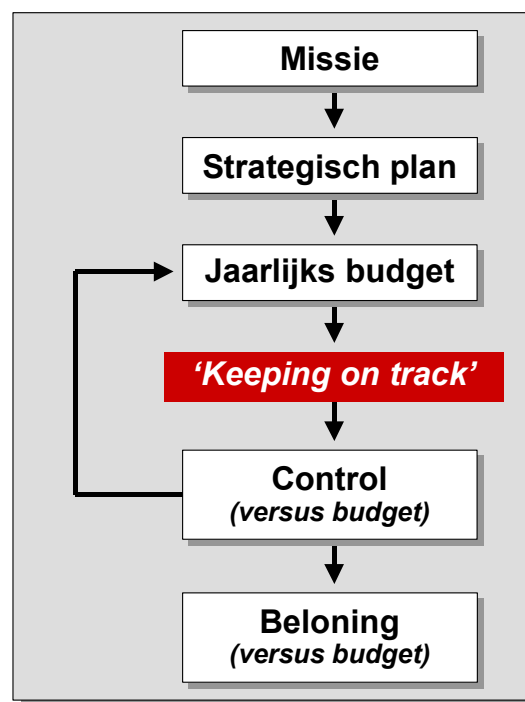 Missie
Strategisch plan
Jaarlijks budget
‘Keeping on track’
Control
(versus budget)
Beloning
(versus budget)